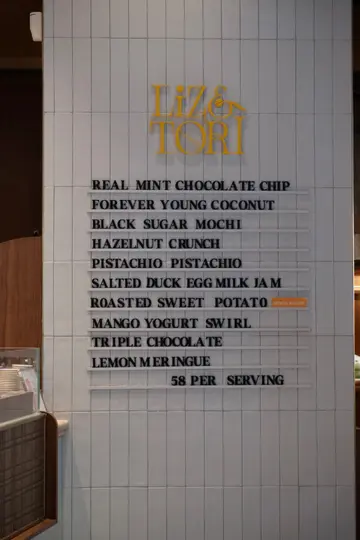 LiZ&
TORI
REAL MINT CHOCOLATE CHIP
FOREVER YOUNG COCONUT
BLACK SUGAR MOCHI
HAZELNUT CRUNCH
PISTACHIO PISTACHIO
SALTED DUCK EGG MILK JAM
ROASTED SWEET POTATO
MANGO YOGURT SWIRL
TRIPLE CHOCOLATE
LEMON MERINGUE
58 PER SERVING